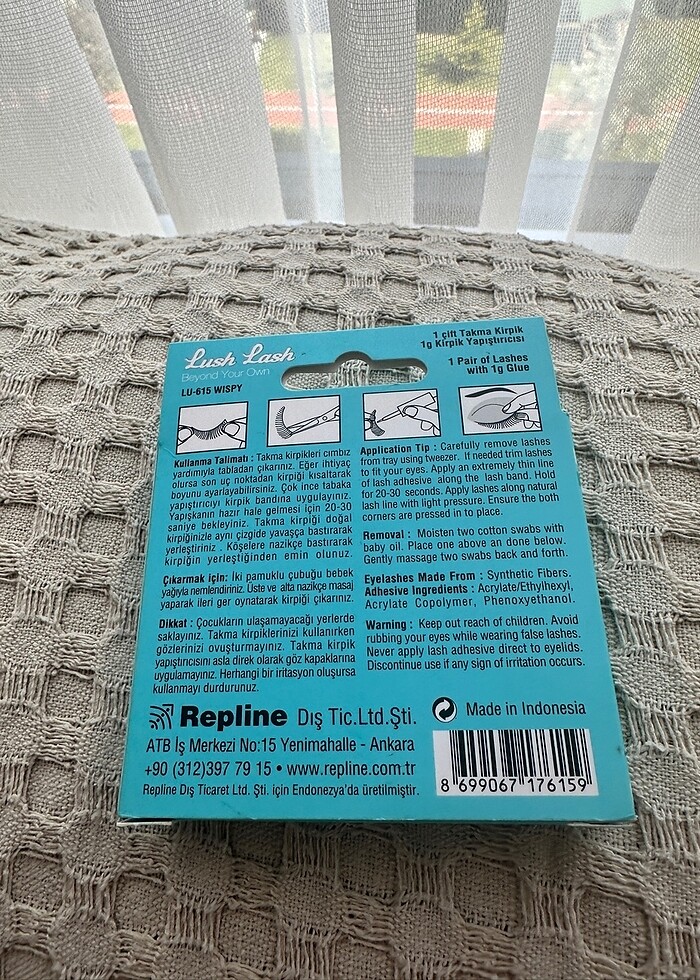 Lush Lash
Beyond Your Own
LU-615 WISPY
1 çift Takma Kirpik
1g Kirpik Yapıştırıcısı
1 Pair of Lashes
with 1g Glue
Kullanma Talimatı : Takma kirpikleri cımbız
yardımıyla tabladan çıkarınız. Eğer ihtiyaç
olursa son uç noktadan kirpiği kısaltarak
boyunu ayarlayabilirsiniz. Çok ince tabaka
yapıştırıcıyı kirpik bandına uygulayınız.
Yapışkanın hazır hale gelmesi için 20-30
saniye bekleyiniz. Takma kirpiği doğal
kirpiğinizle aynı çizgide yavaşça bastırarak
yerleştiriniz . Köşelere nazikçe bastırarak
kirpiğin yerleştiğinden emin olunuz.
Çıkarmak için: İki pamuklu çubuğu bebek
yağıyla nemlendiriniz. Üste ve alta nazikçe masaj
yaparak ileri ger oynatarak kirpiği çıkarınız.
Dikkat : Çocukların ulaşamayacağı yerlerde
saklayınız. Takma kirpiklerinizi kullanırken
gözlerinizi ovuşturmayınız. Takma kirpik
yapıştırıcısını asla direk olarak göz kapaklarına
uygulamayınız. Herhangi bir iritasyon oluşursa
kullanmayı durdurunuz.
Application Tip : Carefully remove lashes
from tray using tweezer. If needed trim lashes
to fit your eyes. Apply an extremely thin line
of lash adhesive along the lash band. Hold
for 20-30 seconds. Apply lashes along natural
lash line with light pressure. Ensure the both
corners are pressed in to place.
Removal : Moisten two cotton swabs with
baby oil. Place one above an done below.
Gently massage two swabs back and forth.
Eyelashes Made From : Synthetic Fibers.
Adhesive Ingredients : Acrylate/Ethylhexyl,
Acrylate Copolymer, Phenoxyethanol.
Warning : Keep out reach of children. Avoid
rubbing your eyes while wearing false lashes.
Never apply lash adhesive direct to eyelids.
Discontinue use if any sign of irritation occurs.
Repline Dış Tic.Ltd.Şti.
ATB İş Merkezi No:15 Yenimahalle - Ankara
+90 (312)397 79 15 • www.repline.com.tr
Repline Dış Ticaret Ltd. Şti. için Endonezya'da üretilmiştir.
Made in Indonesia
8 699067 176159